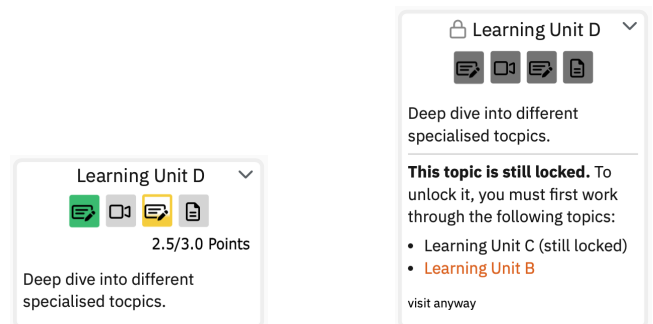 Learning Unit D
2.5/3.0 Points
Deep dive into different
specialised tocpics.
Learning Unit D
Deep dive into different
specialised tocpics.
This topic is still locked. To
unlock it, you must first work
through the following topics:
• Learning Unit C (still locked)
• Learning Unit B
visit anyway